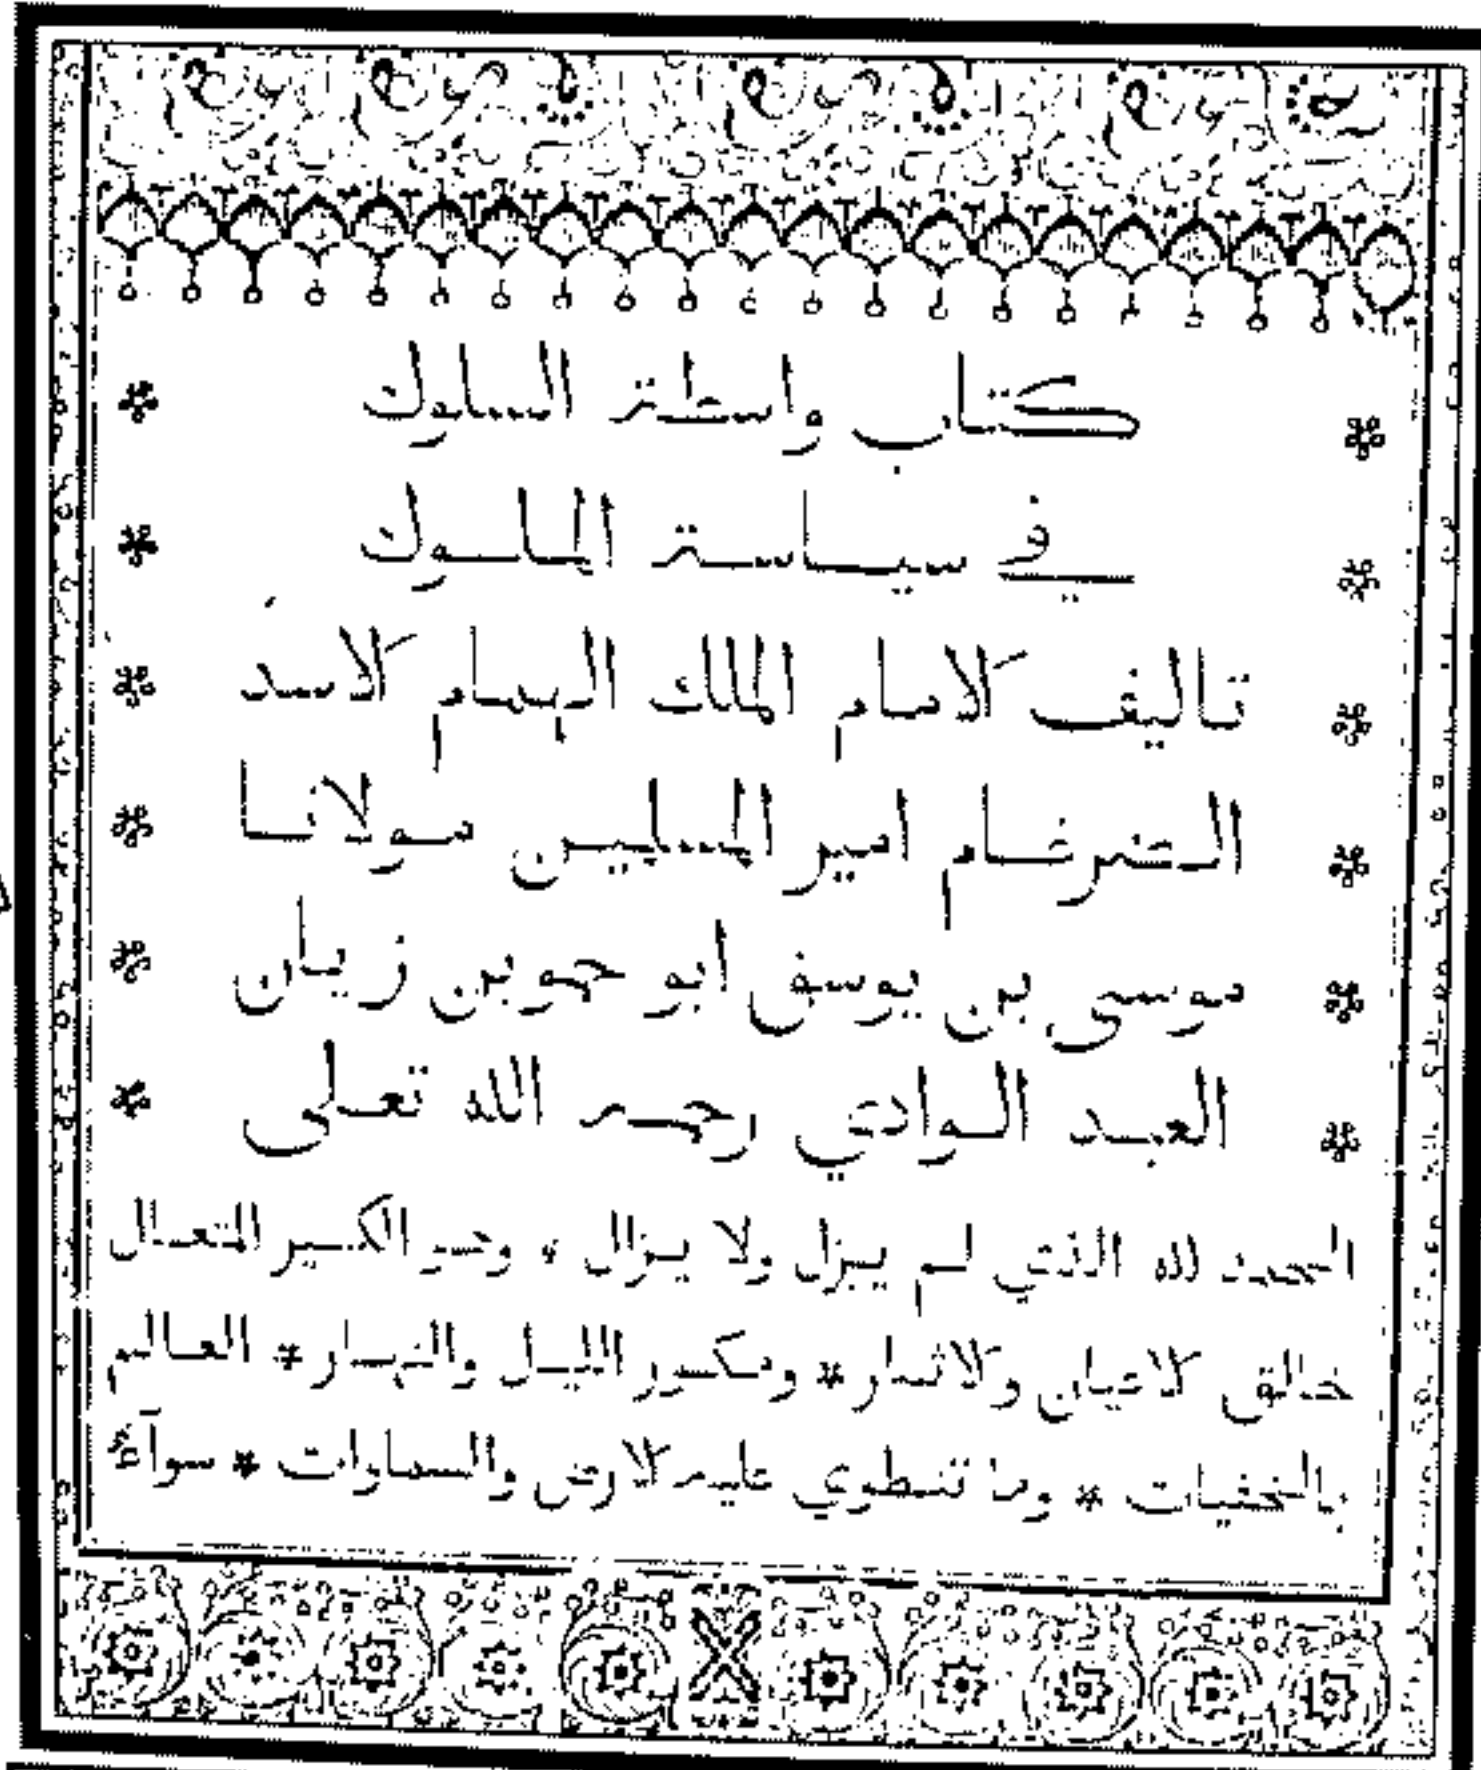 كتاب واسطة السلوك
في سياسة الملوك
تاليف الامام الملك الهمام الاسد
الضرغام امير المسلمين مولانا
موسى بن يوسف ابو حمو بن زيان
العبد الوادي رحمه الله تعالى
الحمد لله الذي لم يزل ولا يزال ، وهو الكبير المتعال
خالق الاعيان والاثار * ومكور الليل والنهار * العالم
بالخفيات * وما تنطوي عليه الارض والسماوات * سواء